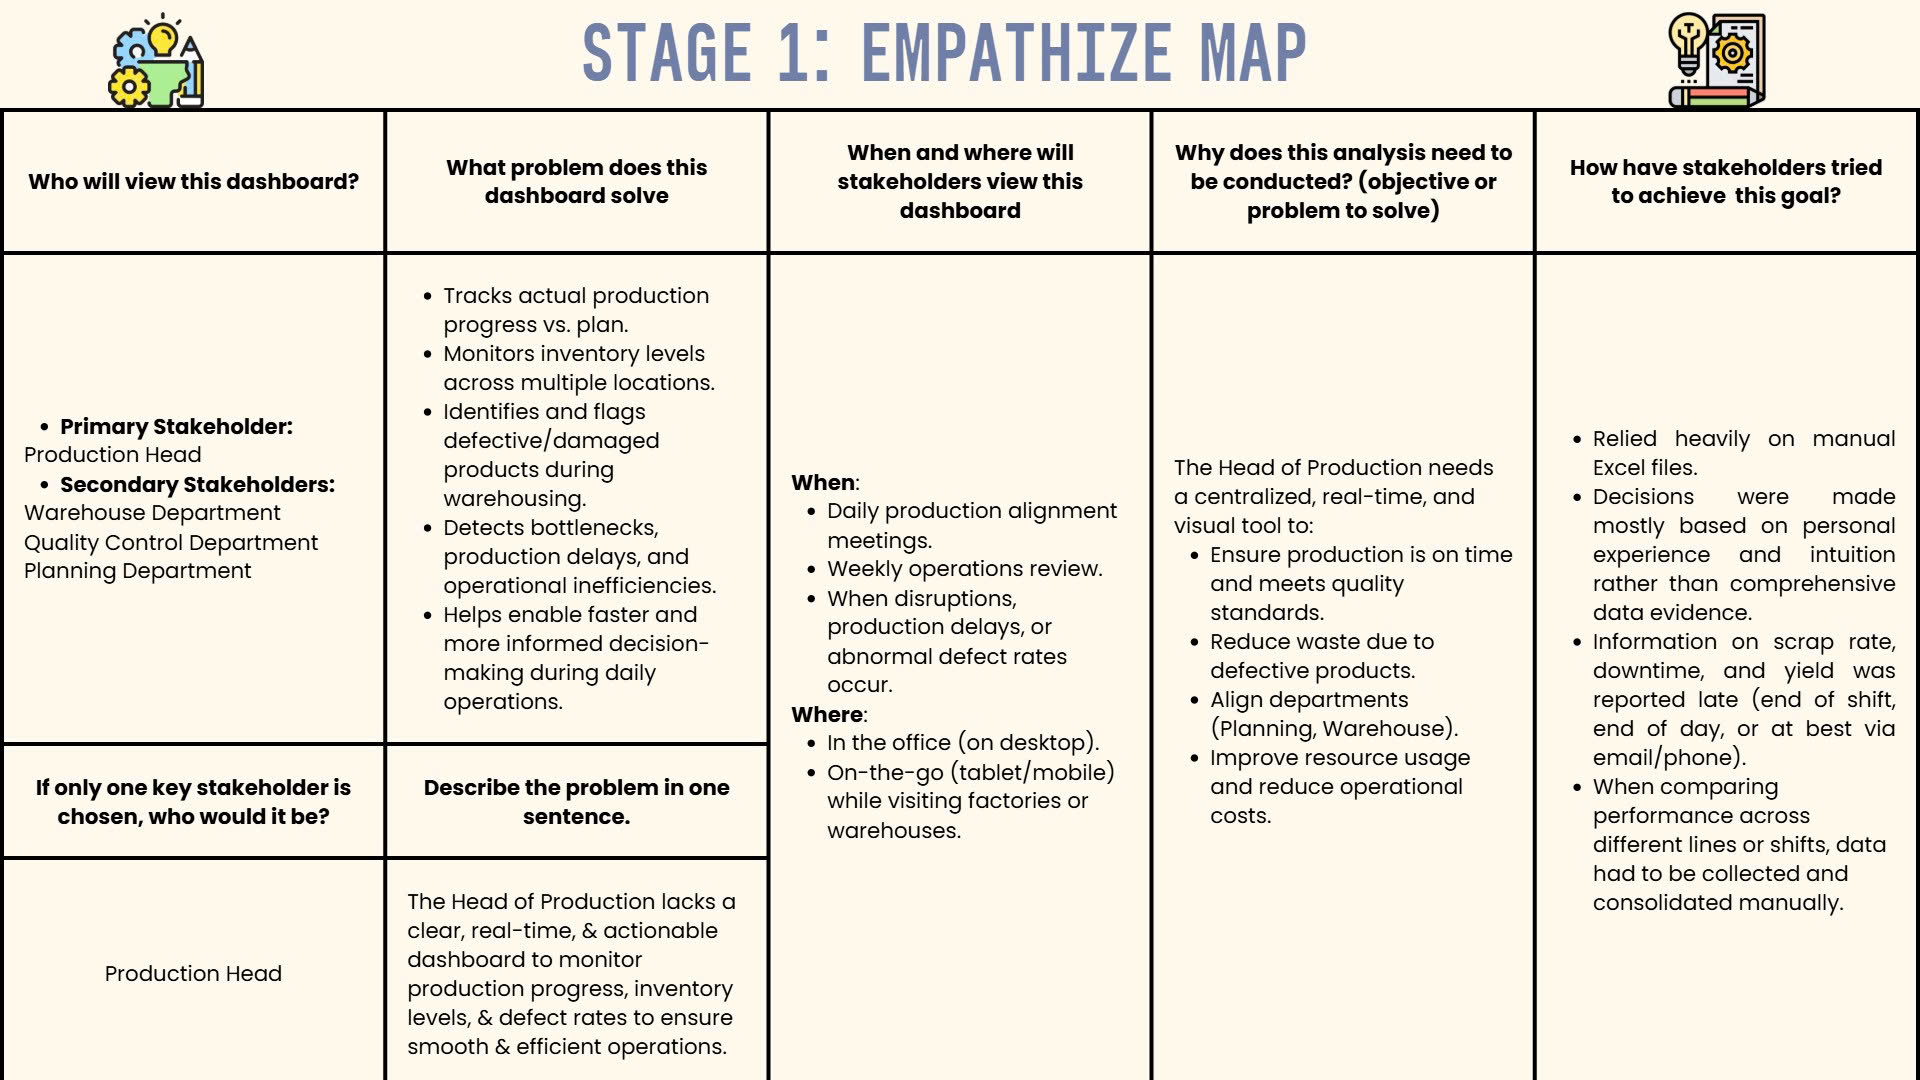 STAGE 1: EMPATHIZE MAP
Who will view this dashboard?
What problem does this
dashboard solve
When and where will
stakeholders view this
dashboard
Why does this analysis need to
be conducted? (objective or
problem to solve)
How have stakeholders tried
to achieve  this goal?
• Primary Stakeholder:
Production Head
• Secondary Stakeholders:
Warehouse Department
Quality Control Department
Planning Department
• Tracks actual production
progress vs. plan.
• Monitors inventory levels
across multiple locations.
• Identifies and flags
defective/damaged
products during
warehousing.
• Detects bottlenecks,
production delays, and
operational inefficiencies.
• Helps enable faster and
more informed decision-
making during daily
operations.
If only one key stakeholder is
chosen, who would it be?
Describe the problem in one
sentence.
Production Head
The Head of Production lacks a
clear, real-time, & actionable
dashboard to monitor
production progress, inventory
levels, & defect rates to ensure
smooth & efficient operations.
When:
• Daily production alignment
meetings.
• Weekly operations review.
• When disruptions,
production delays, or
abnormal defect rates
occur.
Where:
• In the office (on desktop).
• On-the-go (tablet/mobile)
while visiting factories or
warehouses.
The Head of Production needs
a centralized, real-time, and
visual tool to:
• Ensure production is on time
and meets quality
standards.
• Reduce waste due to
defective products.
• Align departments
(Planning, Warehouse).
• Improve resource usage
and reduce operational
costs.
• Relied heavily on manual
Excel files.
• Decisions were made
mostly based on personal
experience and intuition
rather than comprehensive
data evidence.
• Information on scrap rate,
downtime, and yield was
reported late (end of shift,
end of day, or at best via
email/phone).
• When comparing
performance across
different lines or shifts, data
had to be collected and
consolidated manually.